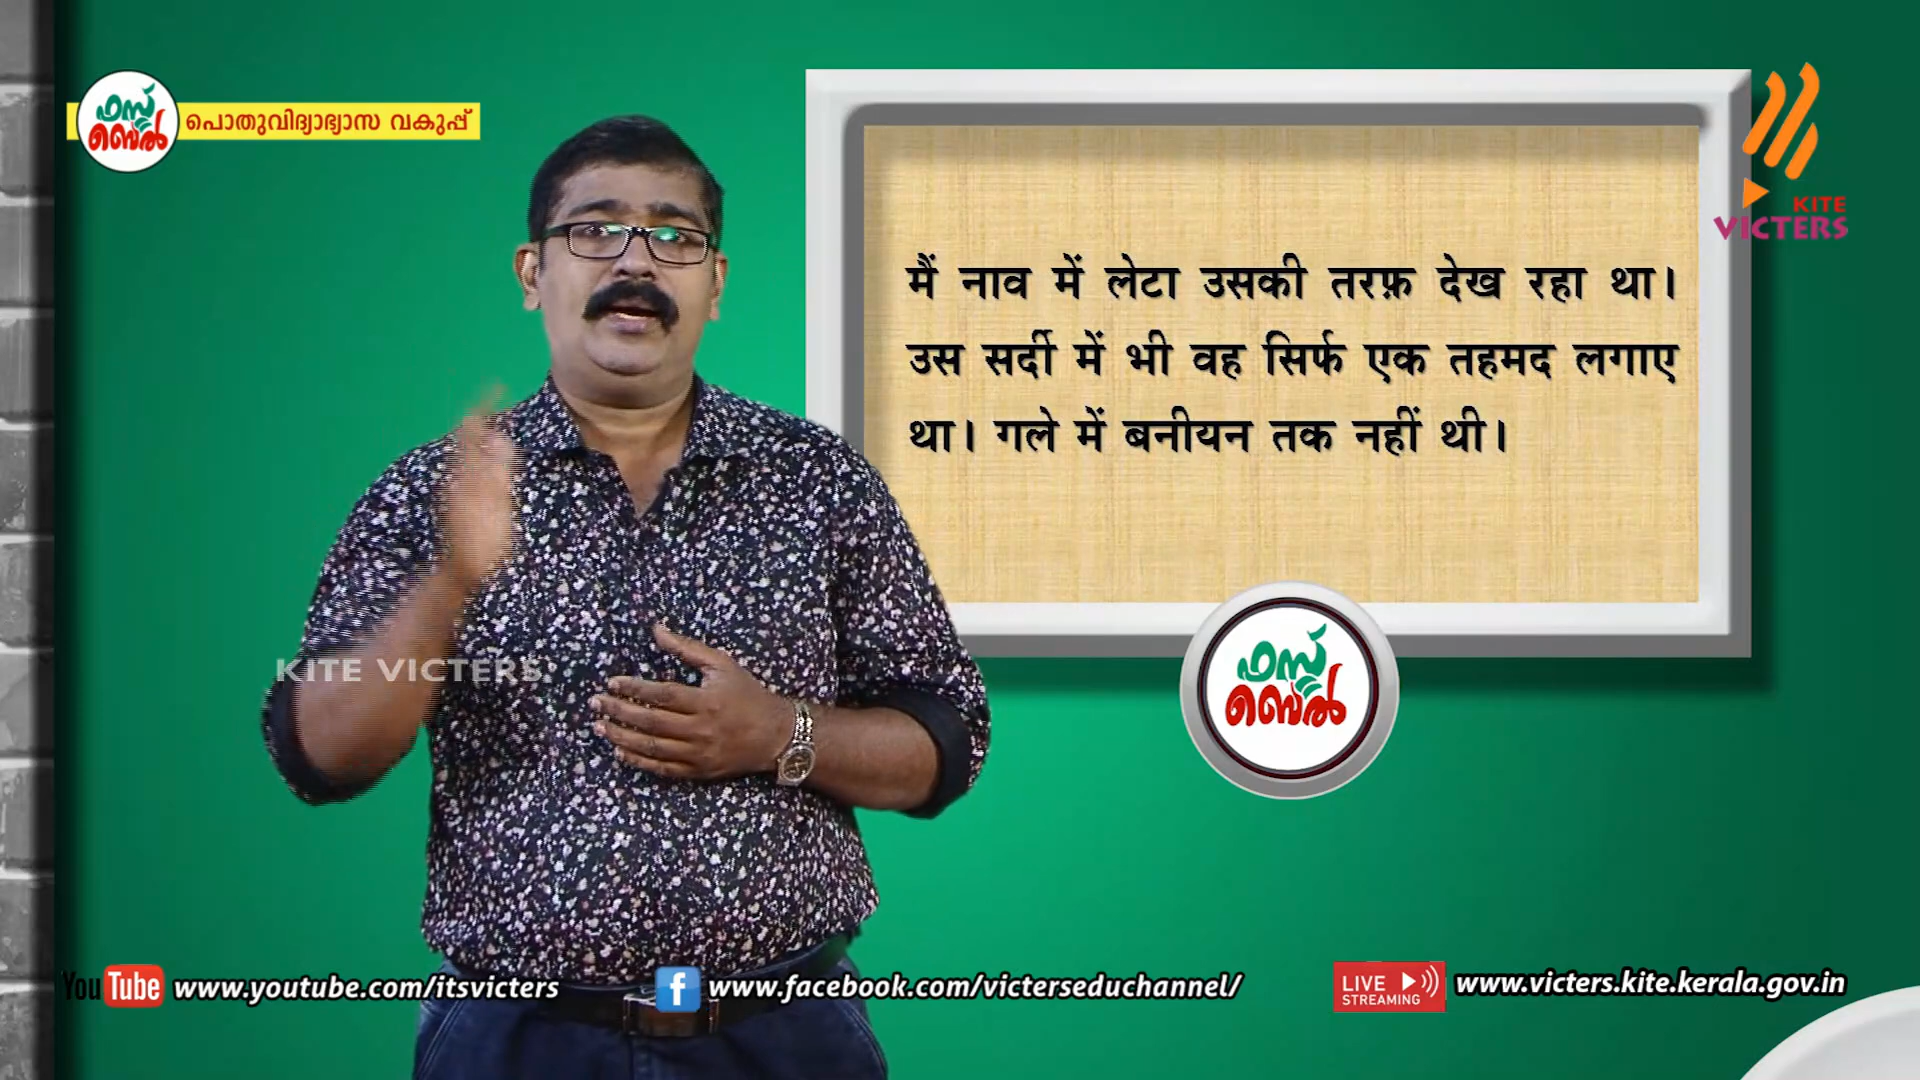 ഫസ്റ്റ്
ബെൽ
പൊതുവിദ്യാഭ്യാസ വകുപ്പ്
KITE
VICTERS
मैं नाव में लेटा उसकी तरफ़ देख रहा था।
उस सर्दी में भी वह सिर्फ एक तहमद लगाए
था। गले में बनीयन तक नहीं थी।
KITE VICTERS
ഫസ്റ്റ്
ബെൽ
YouTube www.youtube.com/itsvicters
f www.facebook.com/victerseduchannel/
LIVE STREAMING www.victers.kite.kerala.gov.in